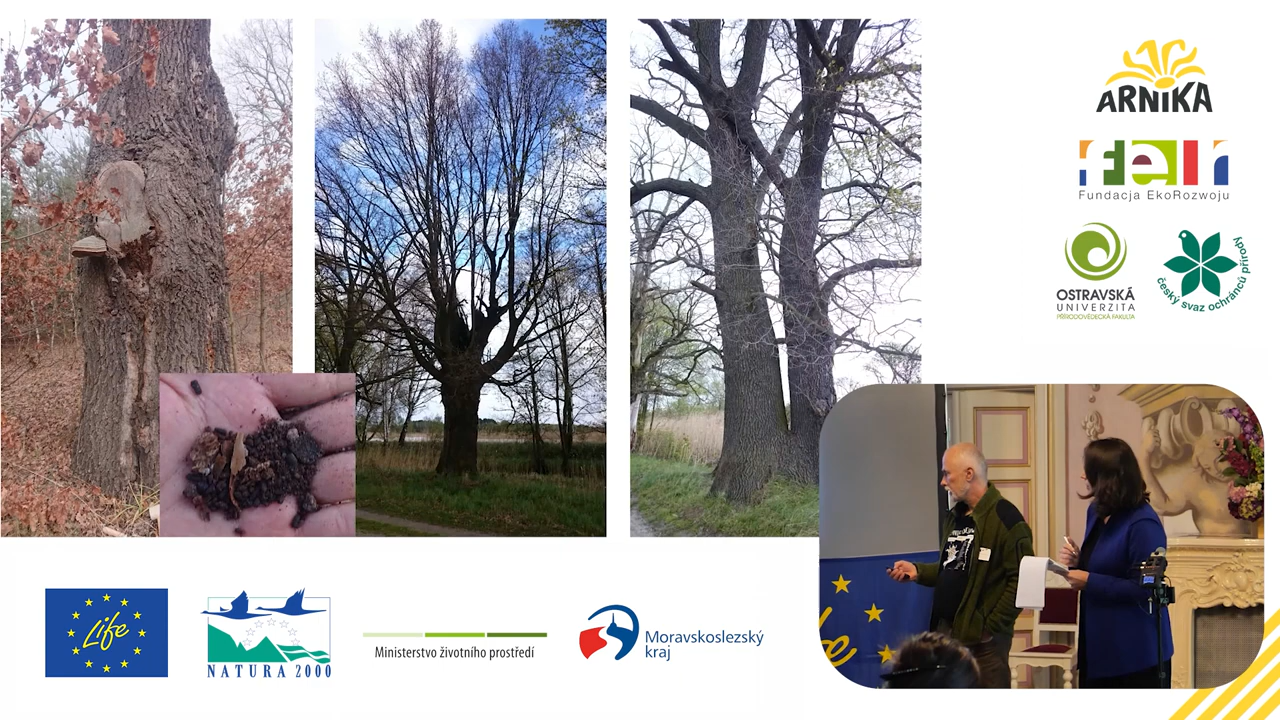 ARNIKA
feru
Fundacja EkoRozwoju
OSTRAVSKÁ
UNIVERZITA
PŘÍRODOVĚDECKÁ FAKULTA
český svaz ochránců přírody
Life
NATURA 2000
Ministerstvo životního prostředí
Moravskoslezský
kraj